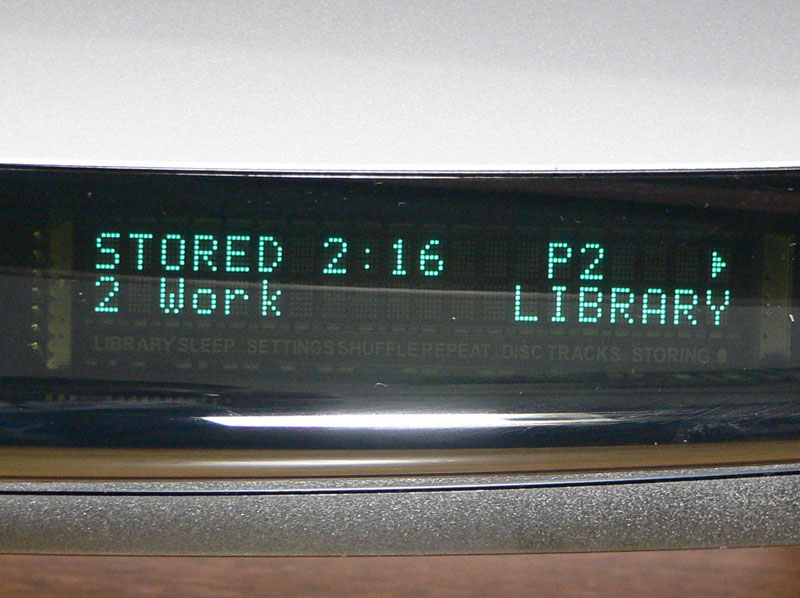 STORED 2:16 P2
2 Work LIBRARY
LIBRARY SLEEP SETTINGS SHUFFLE REPEAT DISC TRACKS STORING